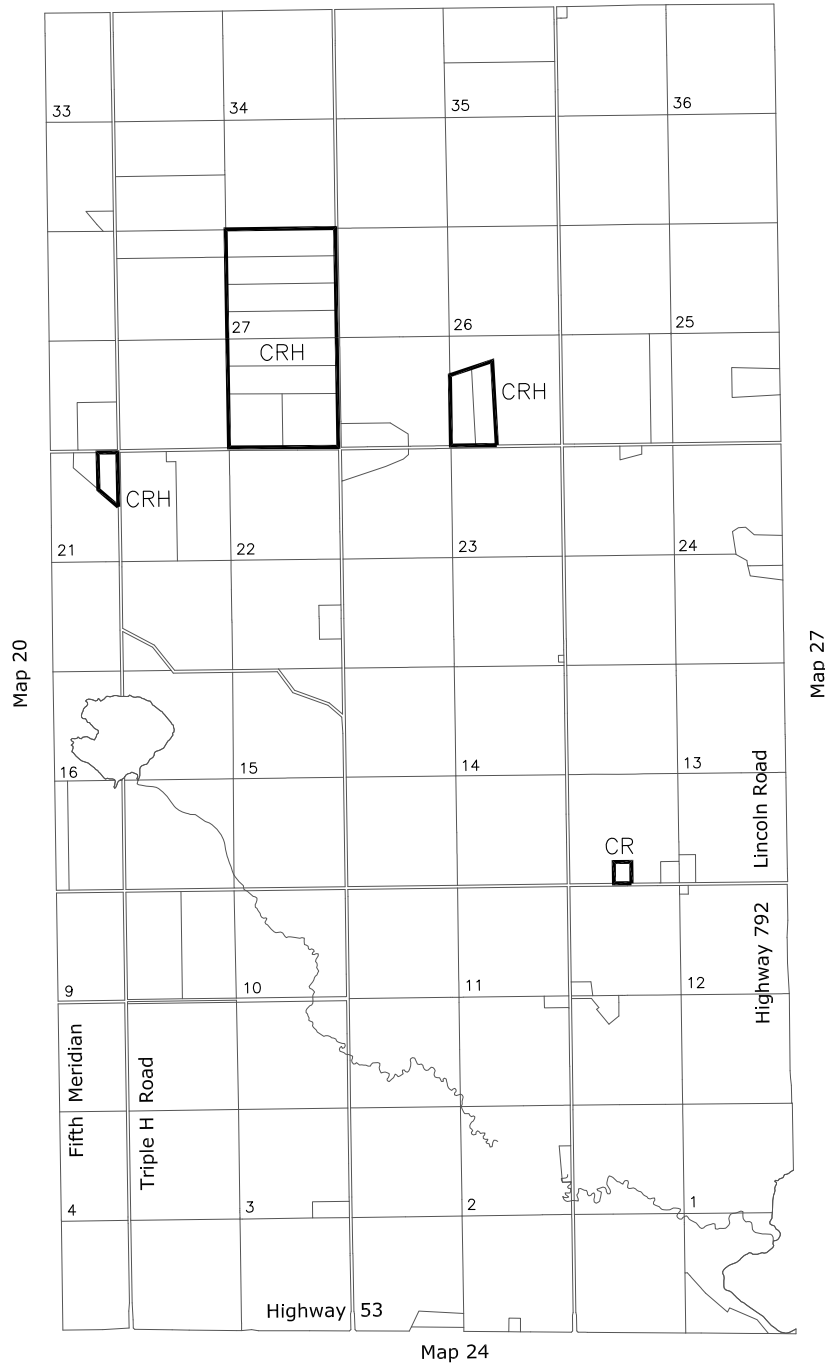 33 34 35 36
27 26 25
CRH
CRH
CRH
21 22 23 24
Map 20
Map 27
16 15 14 13
Lincoln Road
CR
Highway 792
9 10 11 12
Fifth Meridian
Triple H Road
4 3 2 1
Highway 53
Map 24